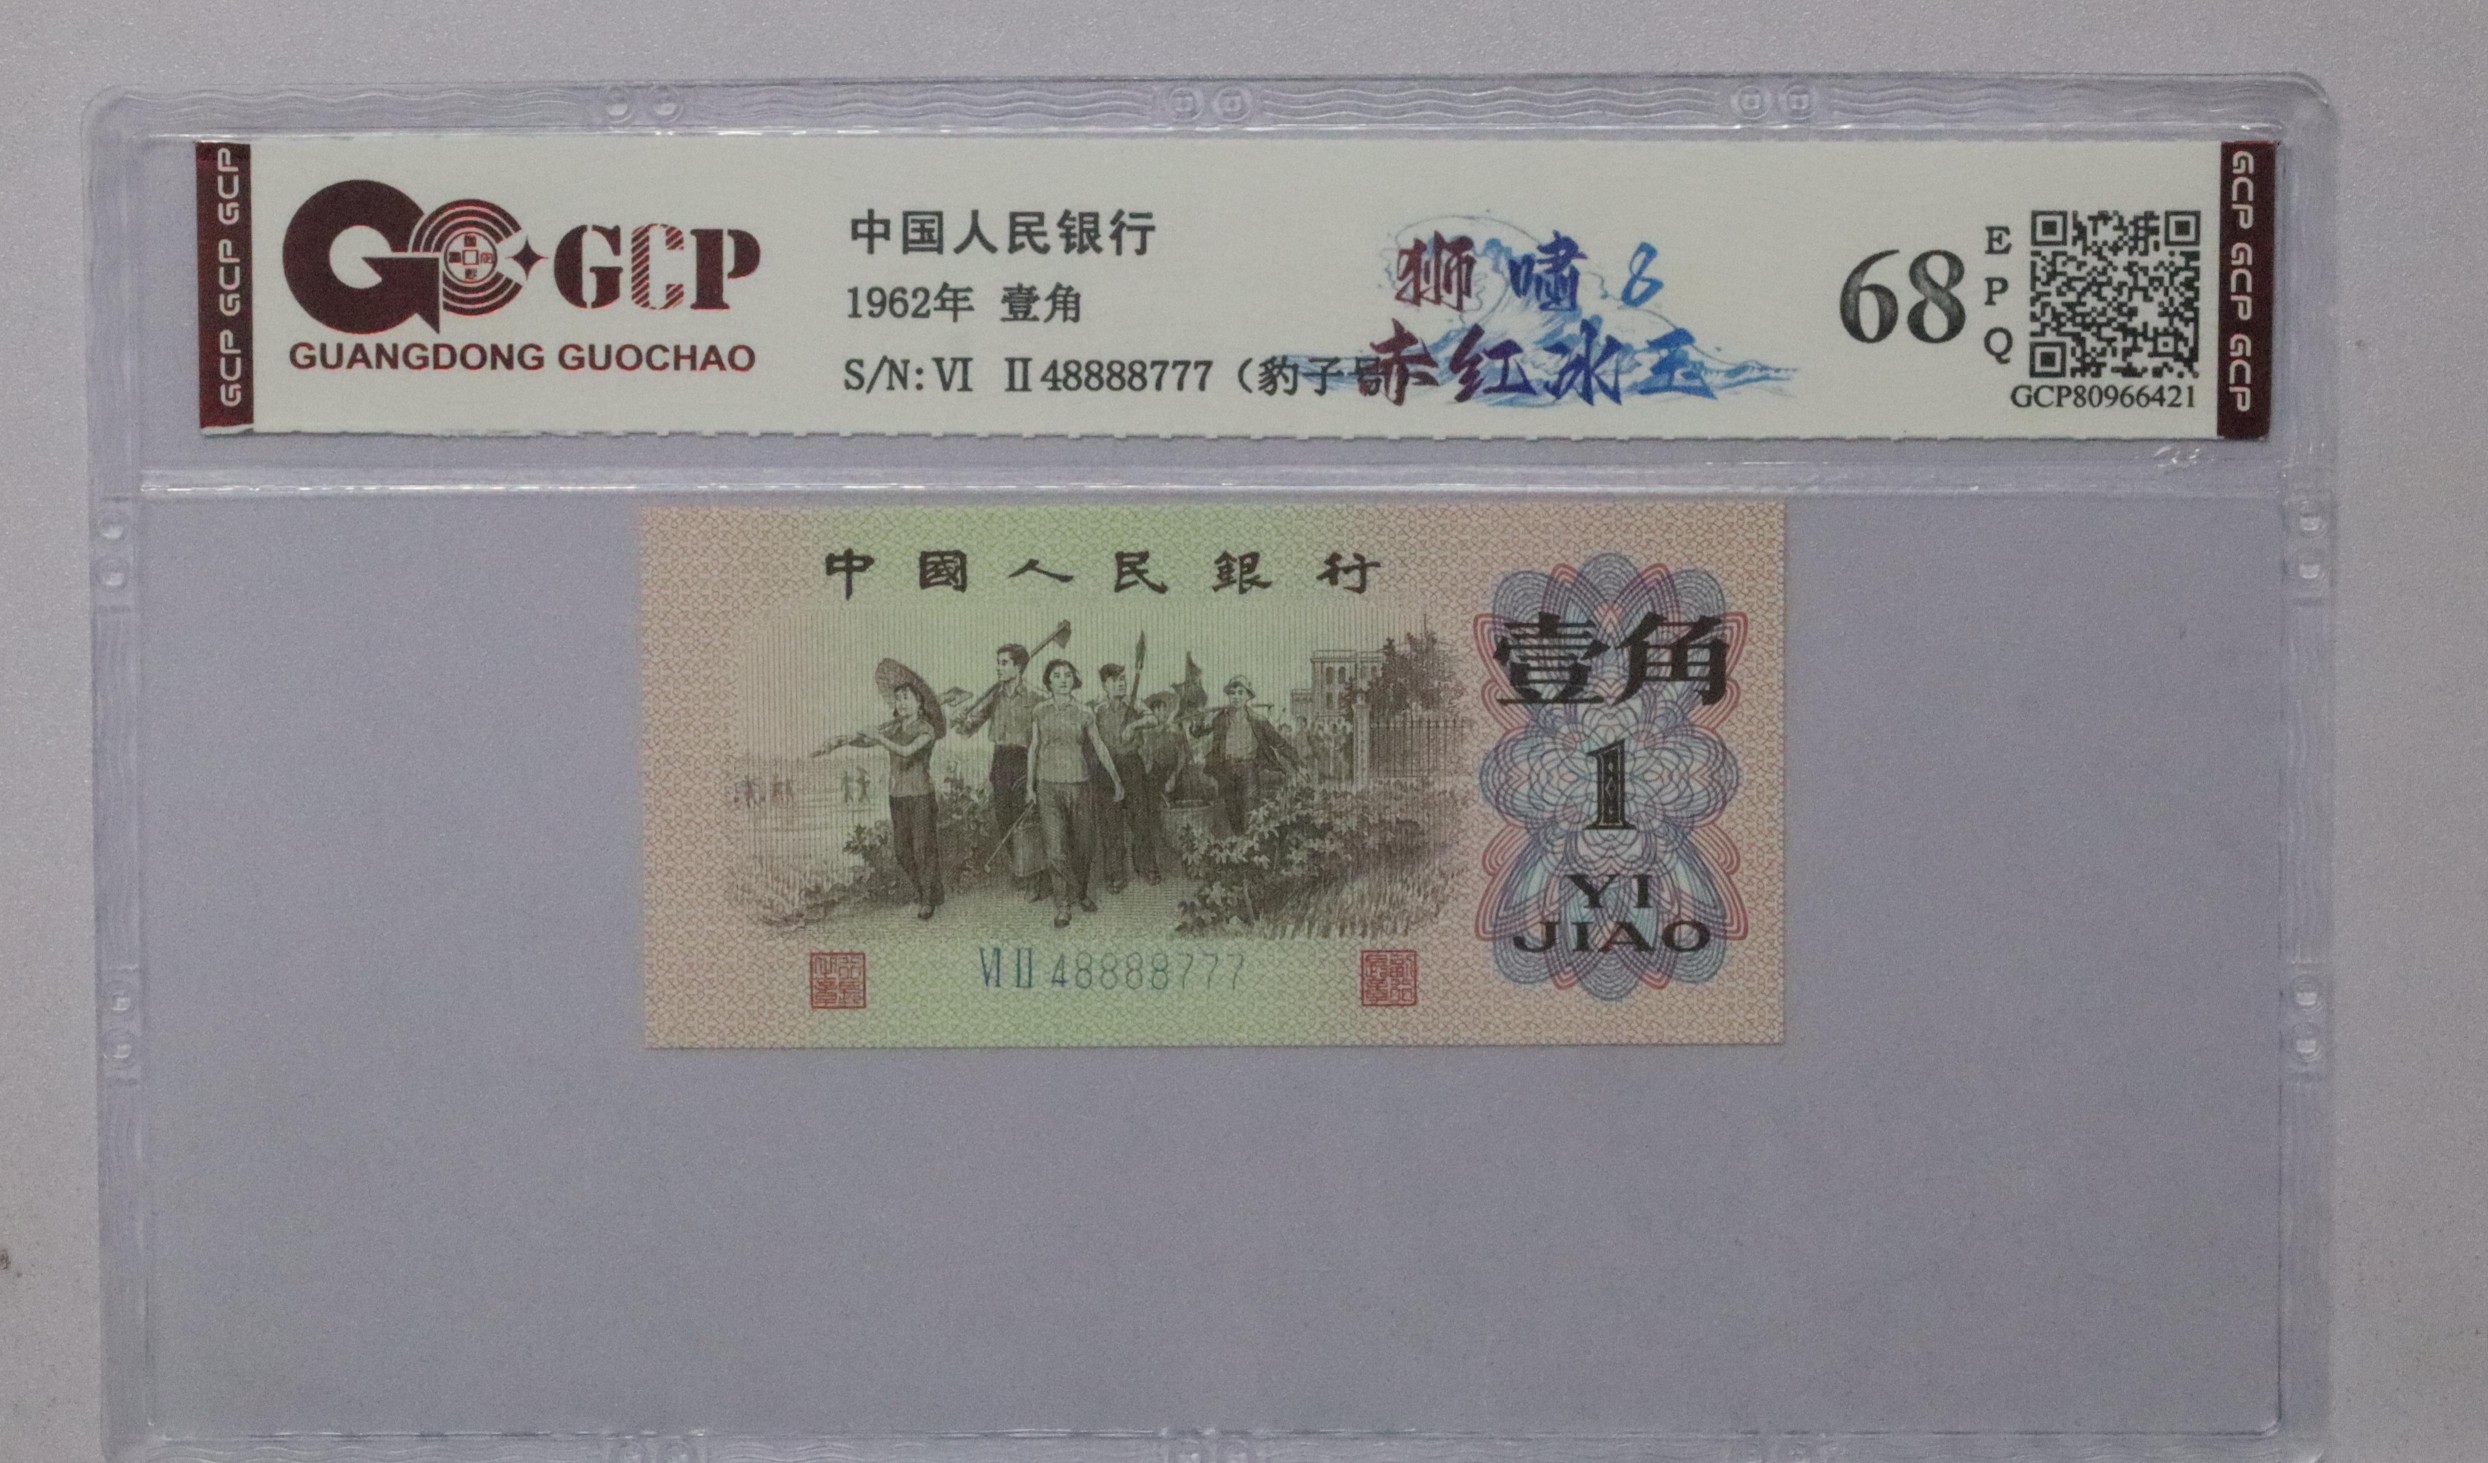 GCP GCP GCP
GCP
GUANGDONG GUOCHAO
中国人民银行
1962年 壹角
S/N: VI II 48888777 (豹子号
狮啸8
赤红冰玉
68
EPQ
GCP80966421
GCP GCP GCP
中國人民銀行
壹角
1
YI
JIAO
VI II 48888777